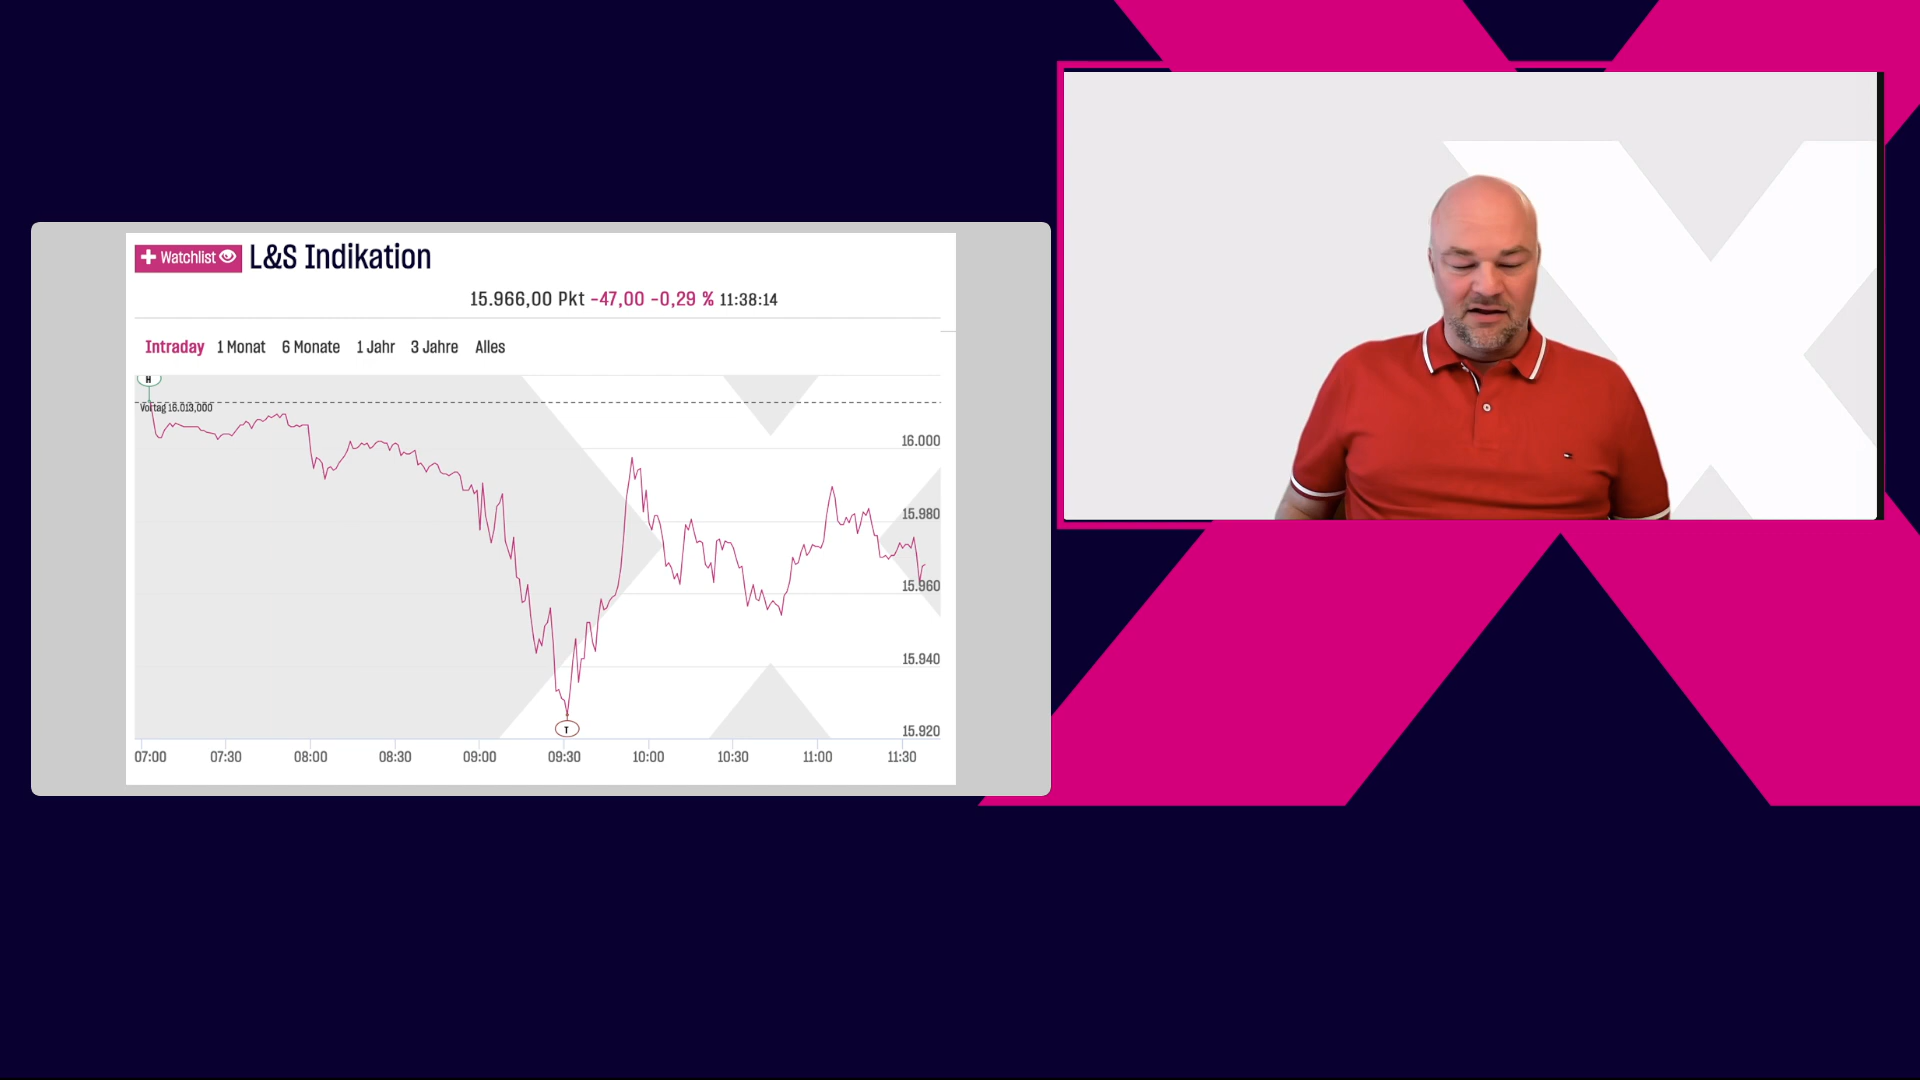 Watchlist L&S Indikation
15.966,00 Pkt -47,00 -0,29 % 11:38:14
Intraday 1 Monat 6 Monate 1 Jahr 3 Jahre Alles
H
Vortag 16.013,000
16.000
15.980
15.960
15.940
T
15.920
07:00 07:30 08:00 08:30 09:00 09:30 10:00 10:30 11:00 11:30